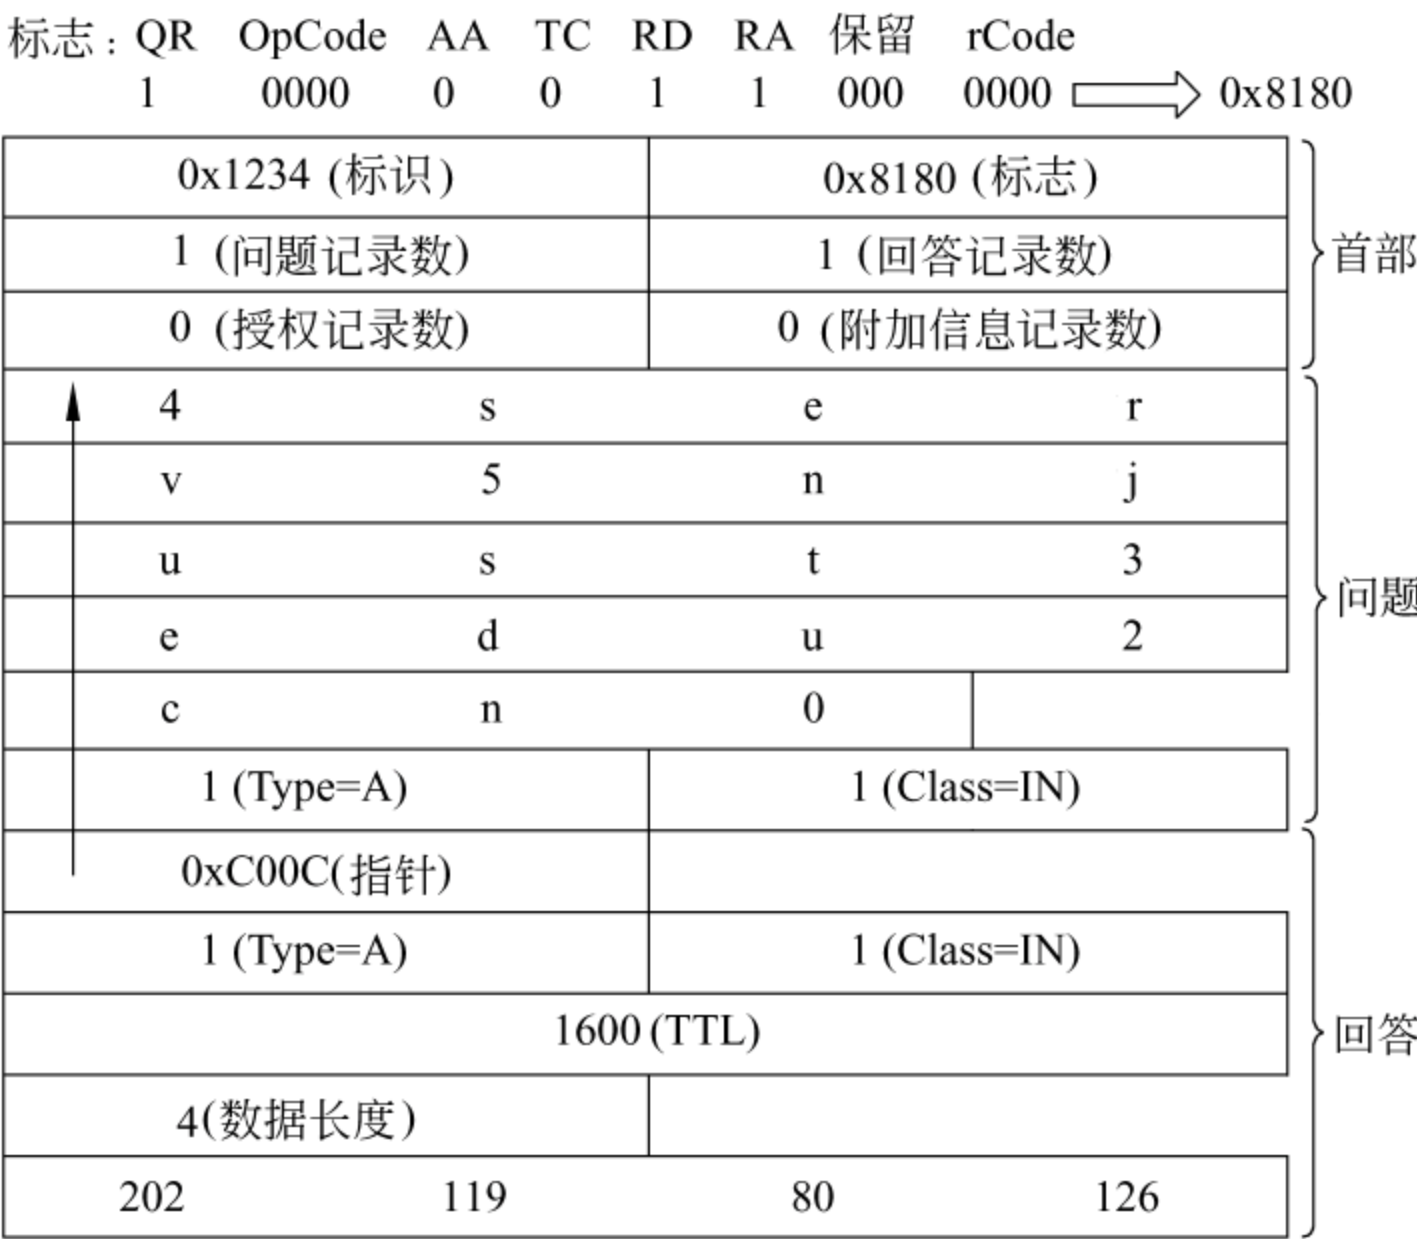 标志: QR OpCode AA TC RD RA 保留 rCode
1 0000 0 0 1 1 000 0000 0x8180
0x1234 (标识) 0x8180 (标志)
1 (问题记录数) 1 (回答记录数)
首部
0 (授权记录数) 0 (附加信息记录数)
4 s e r
v 5 n j
u s t 3
问题
e d u 2
c n 0
1 (Type=A) 1 (Class=IN)
0xC00C(指针)
1 (Type=A) 1 (Class=IN)
1600 (TTL)
回答
4(数据长度)
202 119 80 126